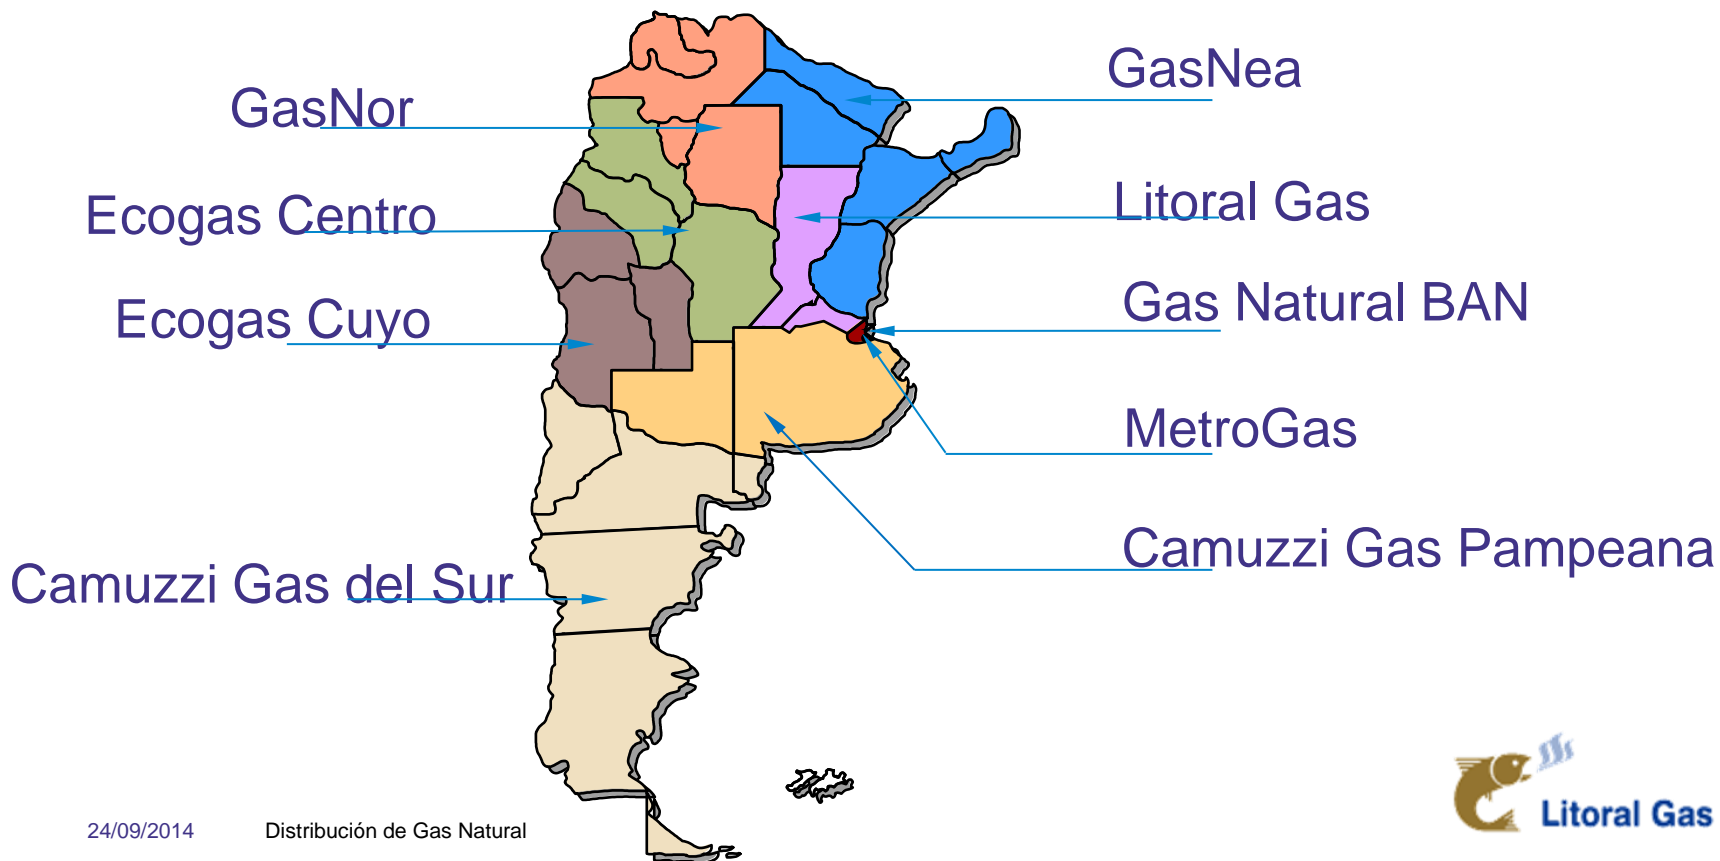 GasNea
GasNor
Ecogas Centro
Litoral Gas
Ecogas Cuyo
Gas Natural BAN
MetroGas
Camuzzi Gas Pampeana
Camuzzi Gas del Sur
24/09/2014
Distribución de Gas Natural
Litoral Gas